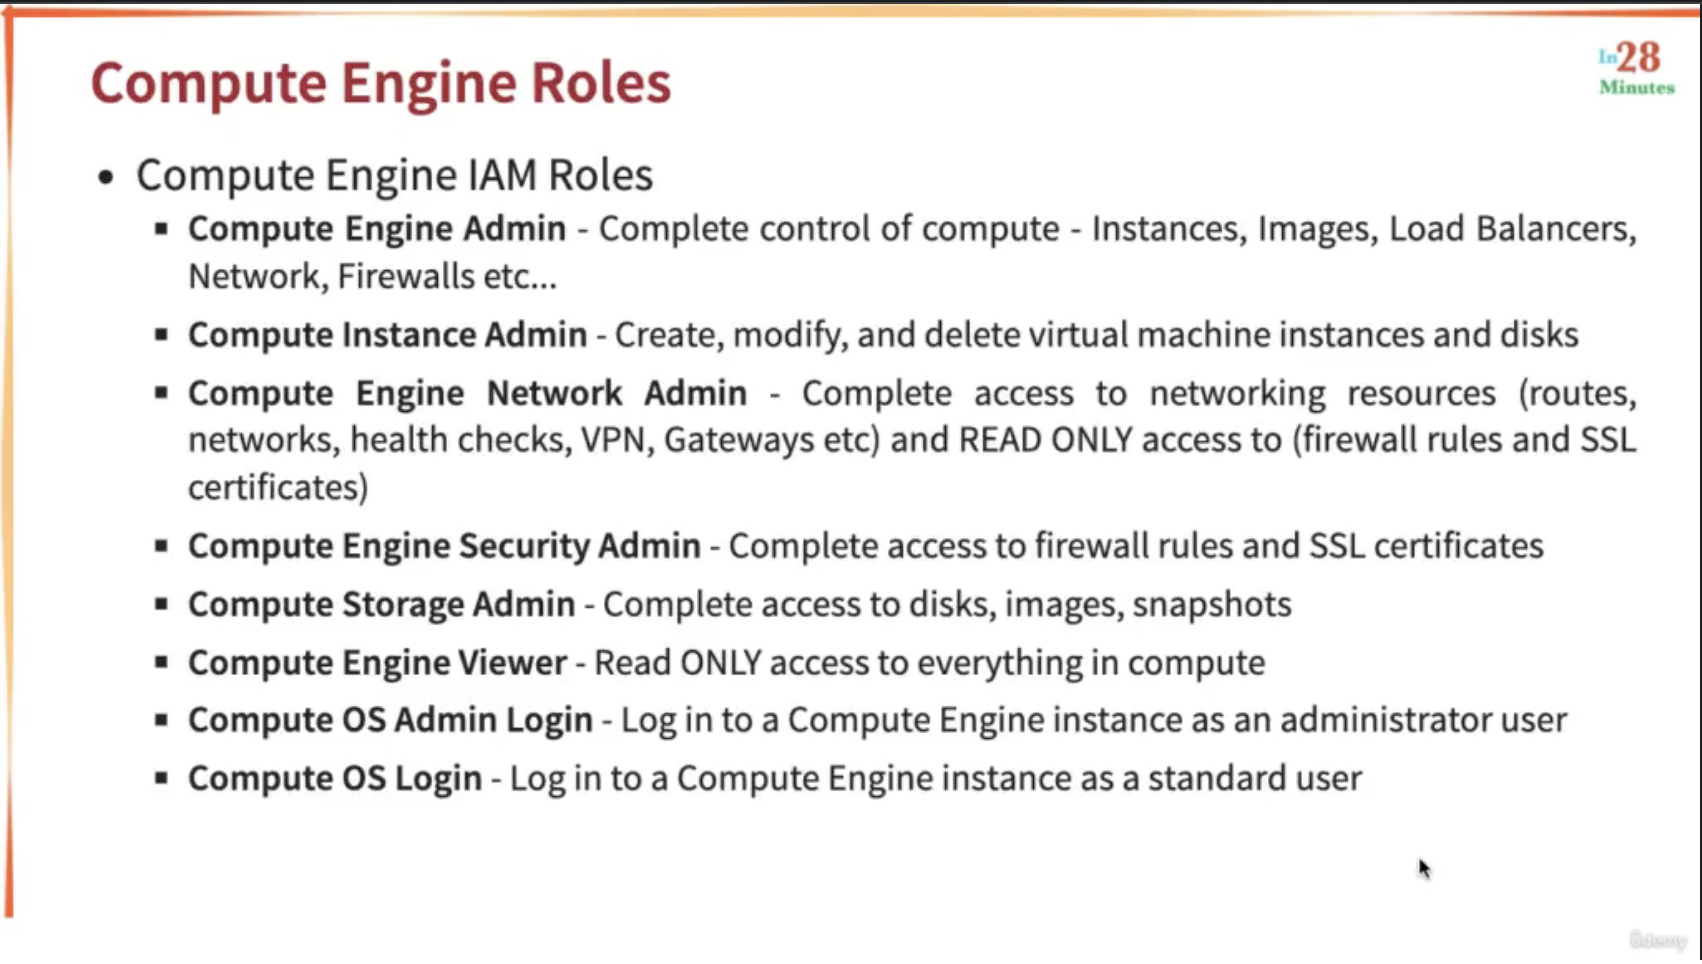 Compute Engine Roles
In28
Minutes
• Compute Engine IAM Roles
▪ Compute Engine Admin - Complete control of compute - Instances, Images, Load Balancers,
Network, Firewalls etc...
▪ Compute Instance Admin - Create, modify, and delete virtual machine instances and disks
▪ Compute Engine Network Admin - Complete access to networking resources (routes,
networks, health checks, VPN, Gateways etc) and READ ONLY access to (firewall rules and SSL
certificates)
▪ Compute Engine Security Admin - Complete access to firewall rules and SSL certificates
▪ Compute Storage Admin - Complete access to disks, images, snapshots
▪ Compute Engine Viewer - Read ONLY access to everything in compute
▪ Compute OS Admin Login - Log in to a Compute Engine instance as an administrator user
▪ Compute OS Login - Log in to a Compute Engine instance as a standard user
ûdemy